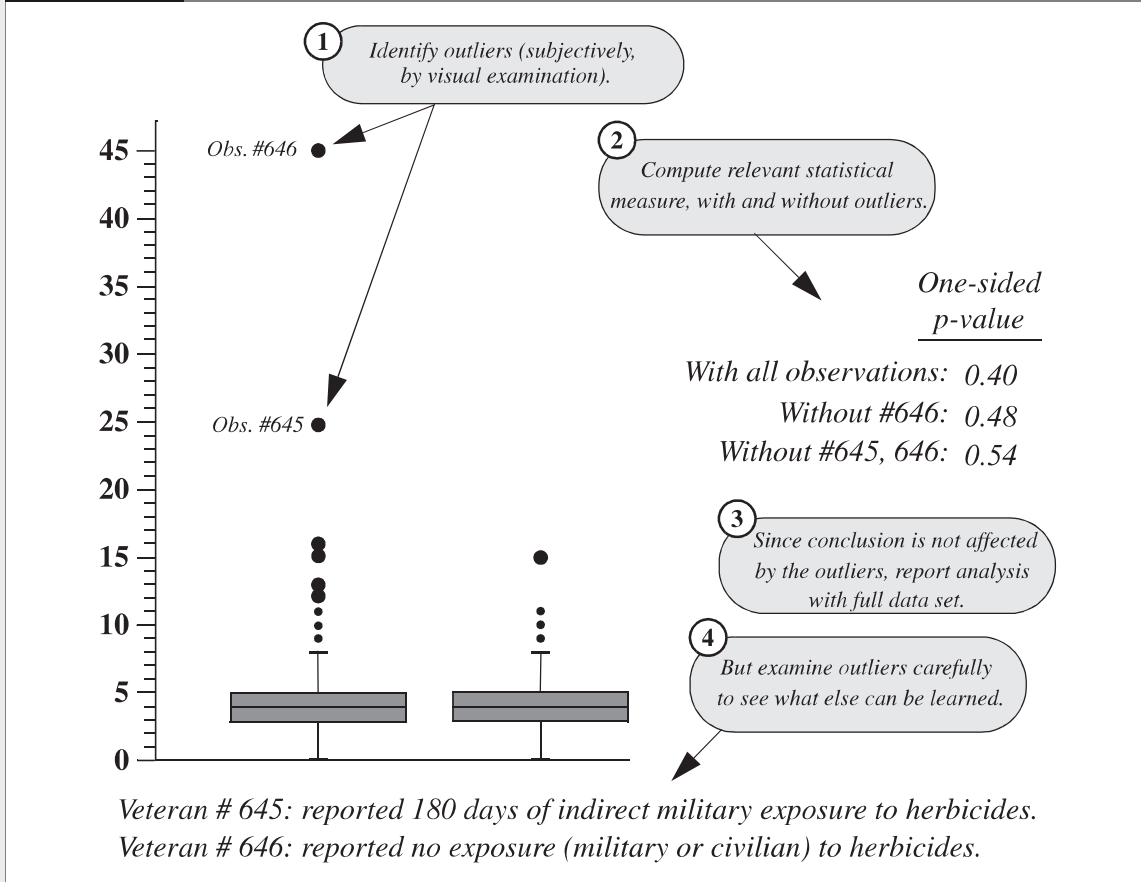 1
Identify outliers (subjectively,
by visual examination).
2
Compute relevant statistical
measure, with and without outliers.
45
40
35
30
25
20
15
10
5
0
Obs. #646
Obs. #645
One-sided
p-value
With all observations: 0.40
Without #646: 0.48
Without #645, 646: 0.54
3
Since conclusion is not affected
by the outliers, report analysis
with full data set.
4
But examine outliers carefully
to see what else can be learned.
Veteran # 645: reported 180 days of indirect military exposure to herbicides.
Veteran # 646: reported no exposure (military or civilian) to herbicides.